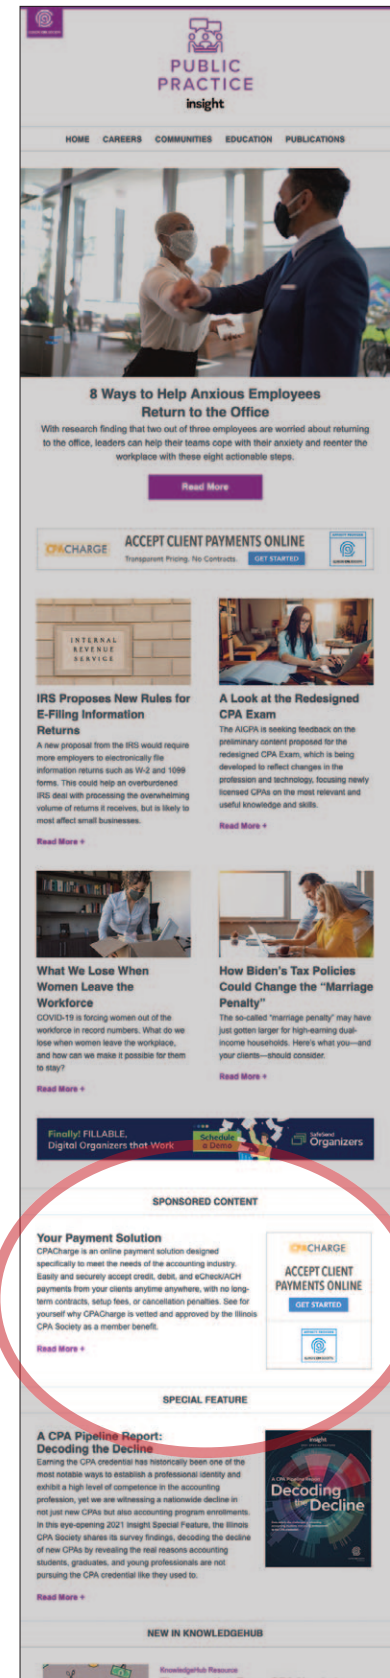 PUBLIC
PRACTICE
insight
HOME CAREERS COMMUNITIES EDUCATION PUBLICATIONS
8 Ways to Help Anxious Employees
Return to the Office
With research finding that two out of three employees are worried about returning
to the office, leaders can help their teams cope with their anxiety and reenter the
workplace with these eight actionable steps.
Read More
CPACHARGE
ACCEPT CLIENT PAYMENTS ONLINE
Transparent Pricing. No Contracts.
GET STARTED
INTERNAL
REVENUE
SERVICE
IRS Proposes New Rules for
E-Filing Information
Returns
A new proposal from the IRS would require
more employers to electronically file
information returns such as W-2 and 1099
forms. This could help an overburdened
IRS deal with processing the overwhelming
volume of returns it receives, but is likely to
most affect small businesses.
Read More +
A Look at the Redesigned
CPA Exam
The AICPA is seeking feedback on the
preliminary content proposed for the
redesigned CPA Exam, which is being
developed to reflect changes in the
profession and technology, focusing newly
licensed CPAs on the most relevant and
useful knowledge and skills.
Read More +
What We Lose When
Women Leave the
Workforce
COVID-19 is forcing women out of the
workforce in record numbers. What do we
lose when women leave the workplace,
and how can we make it possible for them
to stay?
Read More +
How Biden's Tax Policies
Could Change the “Marriage
Penalty”
The so-called “marriage penalty” may have
just gotten larger for high-earning dual-
income households. Here's what you—and
your clients—should consider.
Read More +
Finally! FILLABLE,
Digital Organizers that Work
Schedule
a Demo
SafeSend
Organizers
SPONSORED CONTENT
Your Payment Solution
CPACharge is an online payment solution designed
specifically to meet the needs of the accounting industry.
Easily and securely accept credit, debit, and eCheck/ACH
payments from your clients anytime anywhere, with no long-
term contracts, setup fees, or cancellation penalties. See for
yourself why CPACharge is vetted and approved by the Illinois
CPA Society as a member benefit.
Read More +
CPACHARGE
ACCEPT CLIENT
PAYMENTS ONLINE
GET STARTED
SPECIAL FEATURE
A CPA Pipeline Report:
Decoding the Decline
Earning the CPA credential has historically been one of the
most notable ways to establish a professional identity and
exhibit a high level of competence in the accounting
profession, yet we are witnessing a nationwide decline in
not just new CPAs but also accounting program enrollments.
In this eye-opening 2021 Insight Special Feature, the Illinois
CPA Society shares its survey findings, decoding the decline
of new CPAs by revealing the real reasons accounting
students, graduates, and young professionals are not
pursuing the CPA credential like they used to.
Read More +
insight
A CPA Pipeline Report
Decoding
the Decline
NEW IN KNOWLEDGEHUB
KnowledgeHub Resource